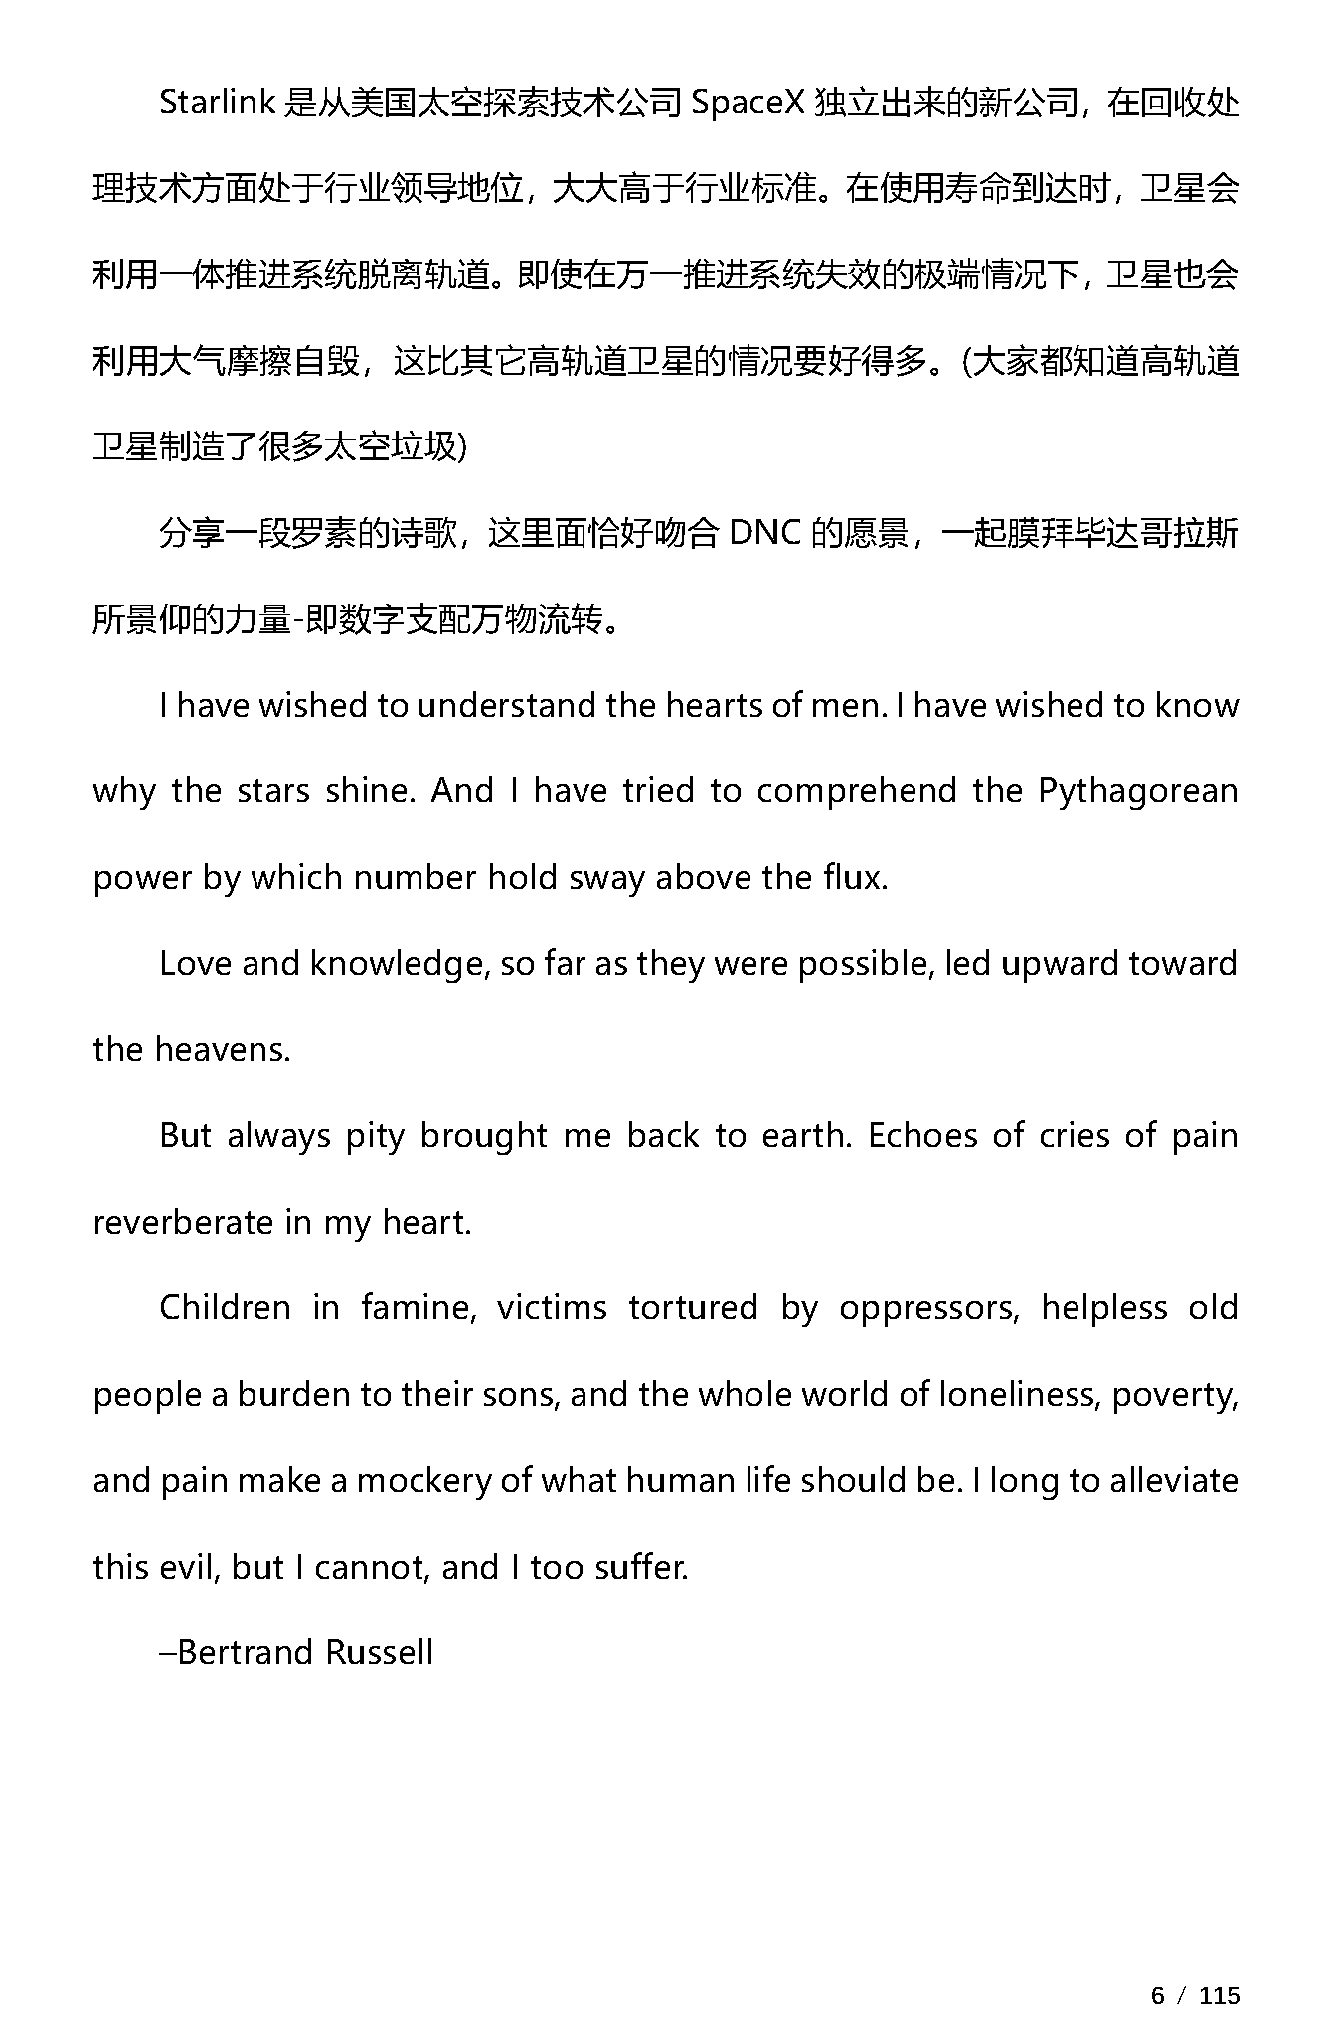 Starlink 是从美国太空探索技术公司 SpaceX 独立出来的新公司，在回收处
理技术方面处于行业领导地位，大大高于行业标准。在使用寿命到达时，卫星会
利用一体推进系统脱离轨道。即使在万一推进系统失效的极端情况下，卫星也会
利用大气摩擦自毁，这比其它高轨道卫星的情况要好得多。(大家都知道高轨道
卫星制造了很多太空垃圾)
分享一段罗素的诗歌，这里面恰好吻合 DNC 的愿景，一起膜拜毕达哥拉斯
所景仰的力量-即数字支配万物流转。
I have wished to understand the hearts of men. I have wished to know
why the stars shine. And I have tried to comprehend the Pythagorean
power by which number hold sway above the flux.
Love and knowledge, so far as they were possible, led upward toward
the heavens.
But always pity brought me back to earth. Echoes of cries of pain
reverberate in my heart.
Children in famine, victims tortured by oppressors, helpless old
people a burden to their sons, and the whole world of loneliness, poverty,
and pain make a mockery of what human life should be. I long to alleviate
this evil, but I cannot, and I too suffer.
–Bertrand Russell
6 / 115